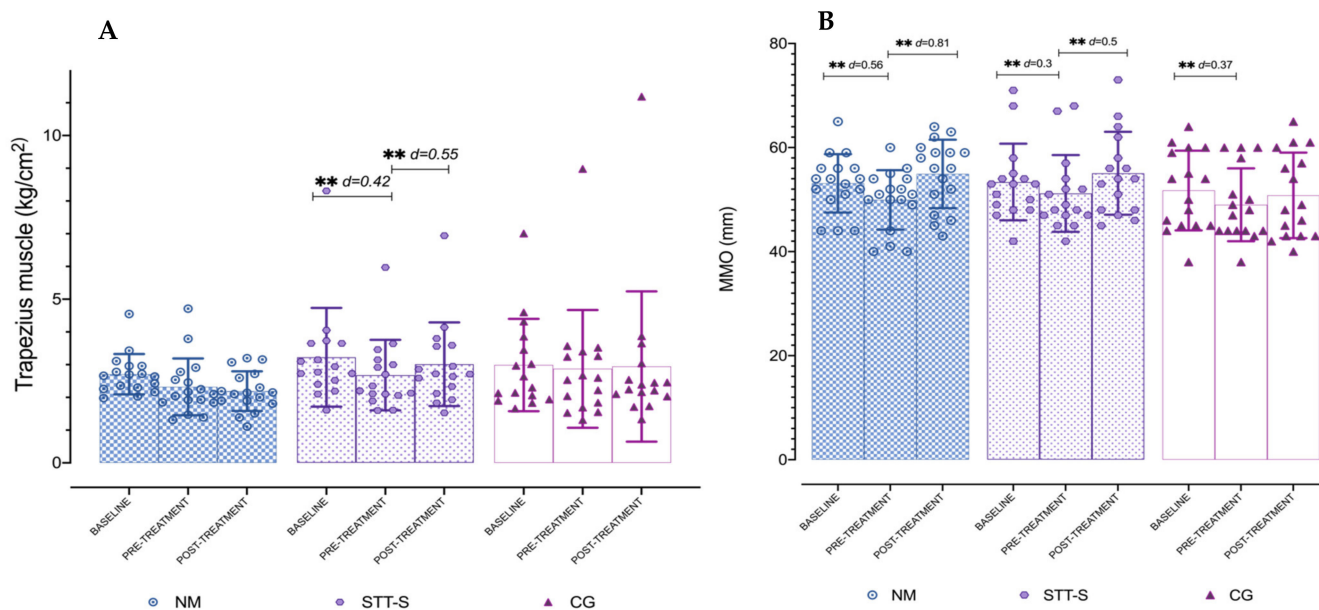 A
Trapezius muscle (kg/cm²)
10
5
0
** d=0.42
** d=0.55
BASELINE
PRE-TREATMENT
POST-TREATMENT
BASELINE
PRE-TREATMENT
POST-TREATMENT
BASELINE
PRE-TREATMENT
POST-TREATMENT
NM
STT-S
CG
B
MMO (mm)
80
60
40
20
0
** d=0.56
** d=0.81
** d=0.3
** d=0.5
** d=0.37
BASELINE
PRE-TREATMENT
POST-TREATMENT
BASELINE
PRE-TREATMENT
POST-TREATMENT
BASELINE
PRE-TREATMENT
POST-TREATMENT
NM
STT-S
CG